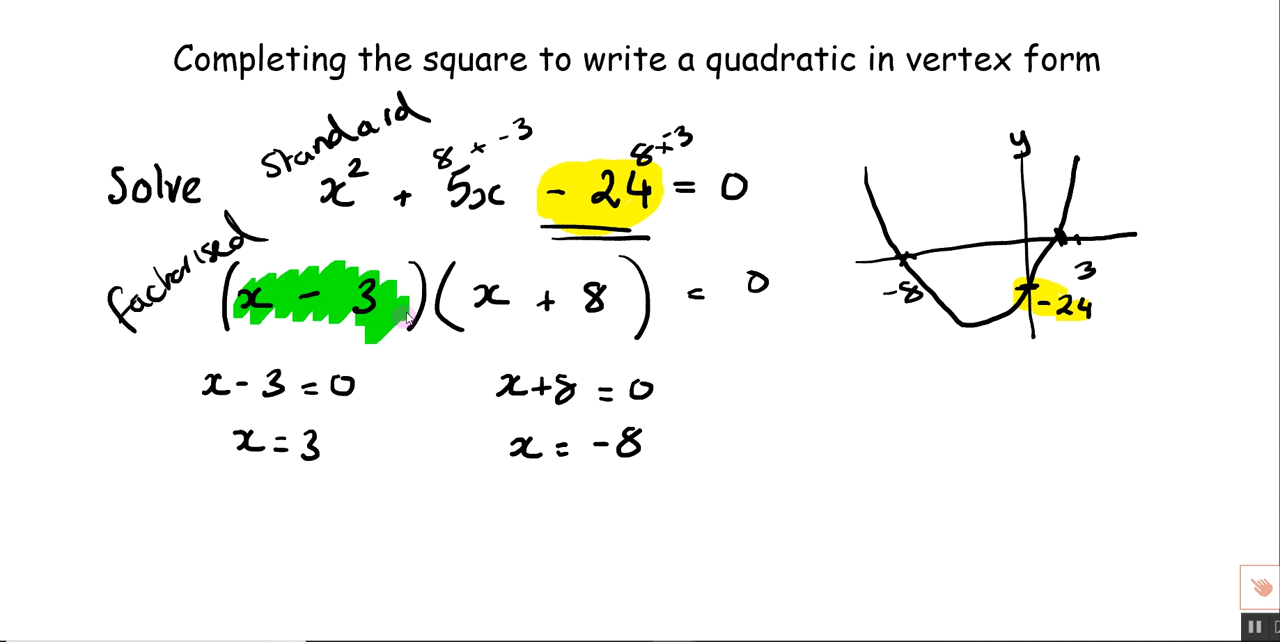 Completing the square to write a quadratic in vertex form
Standard
8 + -3
8 × -3
Solve x² + 5x - 24 = 0
Factorised
(x - 3)(x + 8) = 0
x - 3 = 0
x + 8 = 0
x = 3
x = -8
y
-8
3
-24